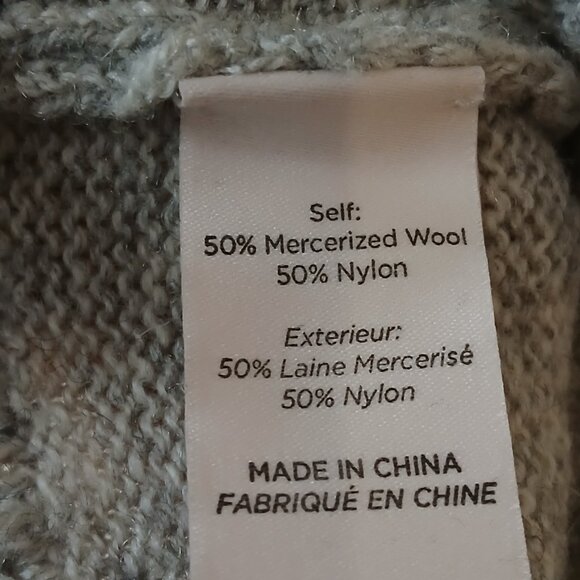 Self:
50% Mercerized Wool
50% Nylon
Exterieur:
50% Laine Mercerisé
50% Nylon
MADE IN CHINA
FABRIQUÉ EN CHINE